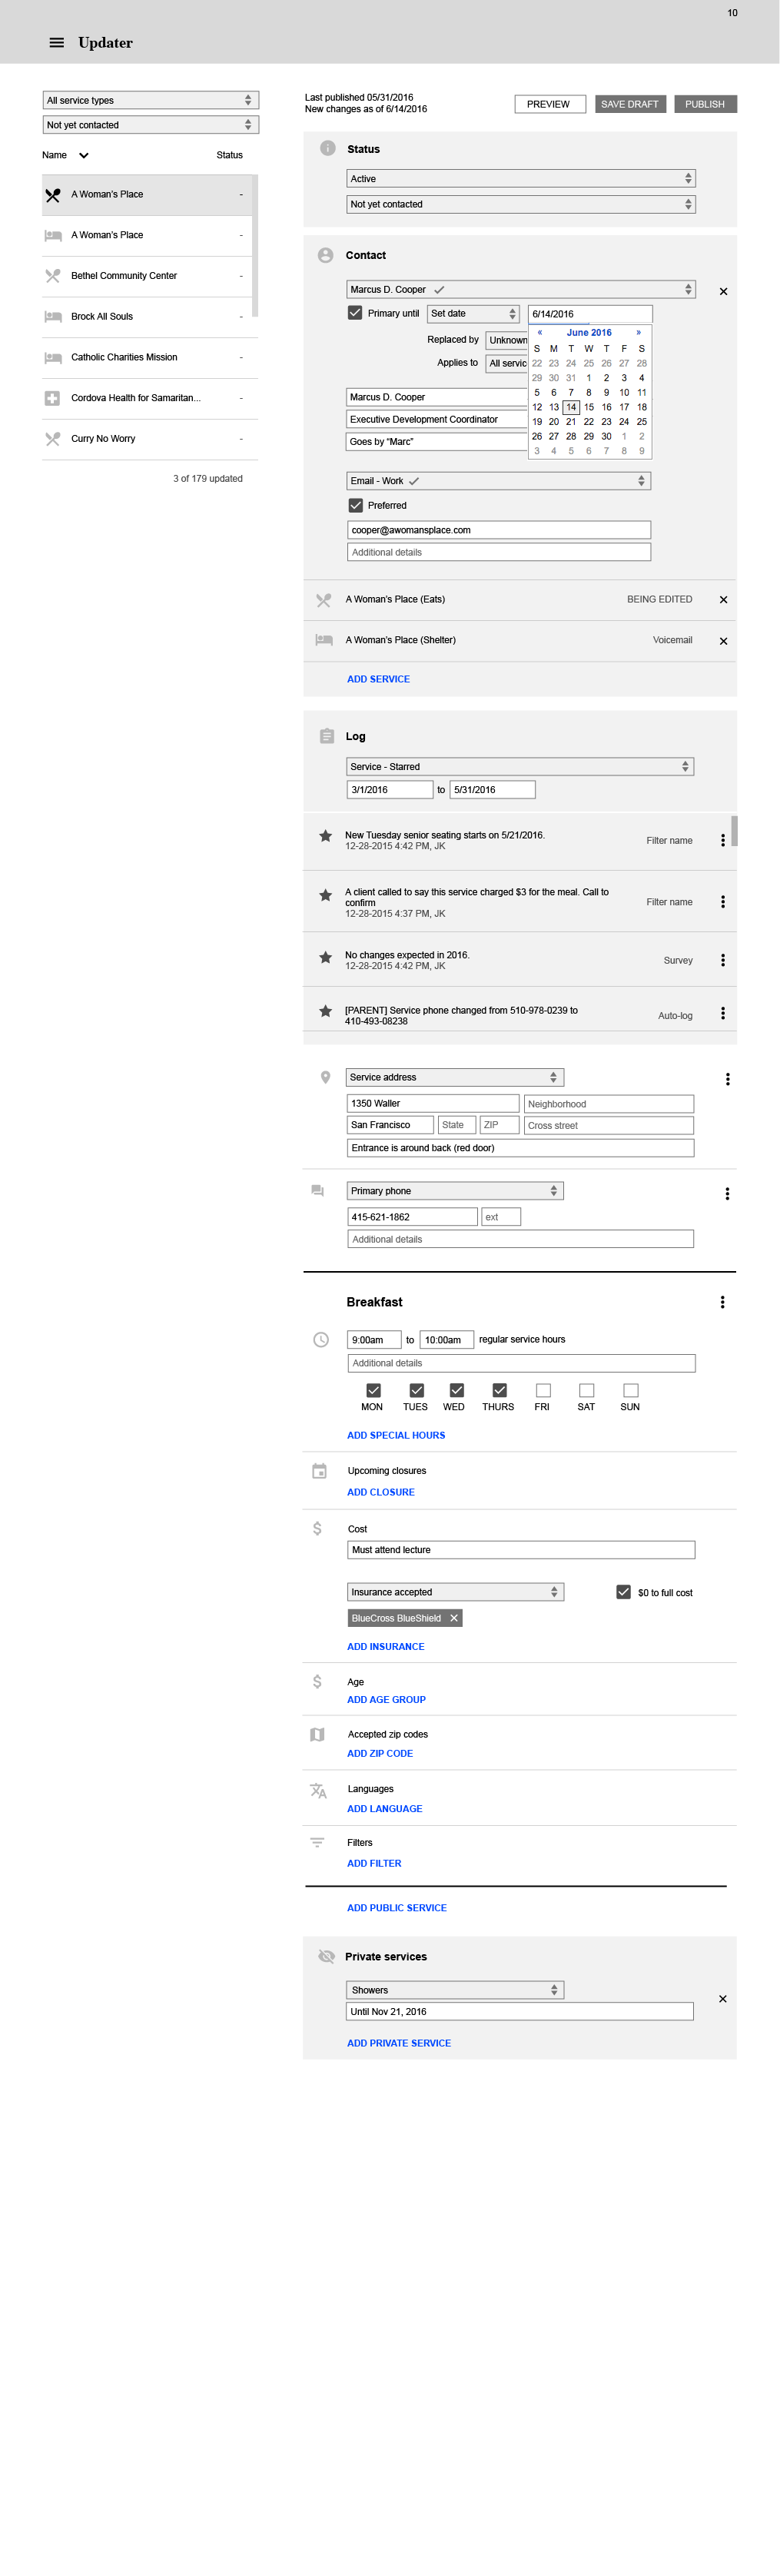 10
Updater
All service types
Not yet contacted
Name Status
A Woman's Place -
A Woman's Place -
Bethel Community Center -
Brock All Souls -
Catholic Charities Mission -
Cordova Health for Samaritan... -
Curry No Worry -
3 of 179 updated
Last published 05/31/2016
New changes as of 6/14/2016
PREVIEW SAVE DRAFT PUBLISH
Status
Active
Not yet contacted
Contact
Marcus D. Cooper
Primary until Set date 6/14/2016
« June 2016 »
S M T W T F S
22 23 24 25 26 27 28
29 30 31 1 2 3 4
5 6 7 8 9 10 11
12 13 14 15 16 17 18
19 20 21 22 23 24 25
26 27 28 29 30 1 2
3 4 5 6 7 8 9
Replaced by Unknown
Applies to All servic
Marcus D. Cooper
Executive Development Coordinator
Goes by “Marc”
Email - Work
Preferred
cooper@awomansplace.com
Additional details
A Woman's Place (Eats) BEING EDITED
A Woman's Place (Shelter) Voicemail
ADD SERVICE
Log
Service - Starred
3/1/2016 to 5/31/2016
New Tuesday senior seating starts on 5/21/2016.
12-28-2015 4:42 PM, JK
Filter name
A client called to say this service charged $3 for the meal. Call to
confirm
12-28-2015 4:37 PM, JK
Filter name
No changes expected in 2016.
12-28-2015 4:42 PM, JK
Survey
[PARENT] Service phone changed from 510-978-0239 to
410-493-08238
Auto-log
Service address
1350 Waller Neighborhood
San Francisco State ZIP Cross street
Entrance is around back (red door)
Primary phone
415-621-1862 ext
Additional details
Breakfast
9:00am to 10:00am regular service hours
Additional details
MON TUES WED THURS FRI SAT SUN
ADD SPECIAL HOURS
Upcoming closures
ADD CLOSURE
Cost
Must attend lecture
Insurance accepted $0 to full cost
BlueCross BlueShield
ADD INSURANCE
Age
ADD AGE GROUP
Accepted zip codes
ADD ZIP CODE
Languages
ADD LANGUAGE
Filters
ADD FILTER
ADD PUBLIC SERVICE
Private services
Showers
Until Nov 21, 2016
ADD PRIVATE SERVICE